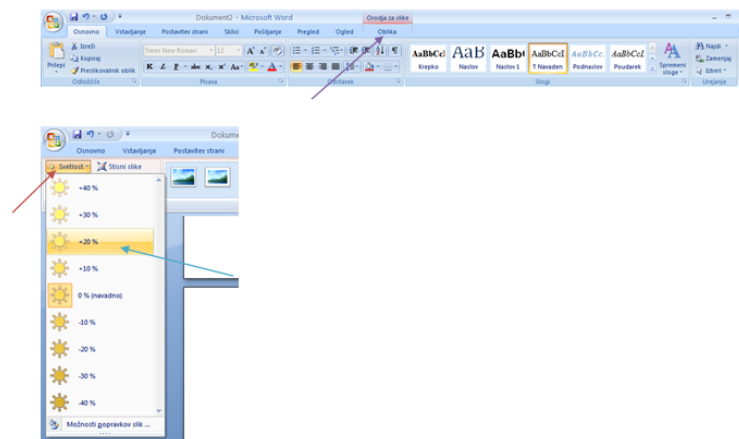 Dokument2 - Microsoft Word
Orodja za slike
Osnovno Vstavljanje Postavitev strani Sklici Pošiljanje Pregled Ogled Oblika
Prilepi
Izreži
Kopiraj
Preslikovalnik oblik
Odložišče
Times New Roman 12
K L P abc x, x' Aa
Pisava
Odstavek
AaBbCcI AaB AaBb( AaBbCcI AaBbCc. AaBbCcI
Krepko Naslov Naslov 1 ¶ Navaden Podnaslov Poudarek
Spremeni sloge
Slogi
Najdi
Zamenjaj
Izberi
Urejanje
Dokume
Osnovno Vstavljanje Postavitev strani
Svetlost Stisni slike
+40 %
+30 %
+20 %
+10 %
0 % (navadno)
-10 %
-20 %
-30 %
-40 %
Možnosti popravkov slik ...